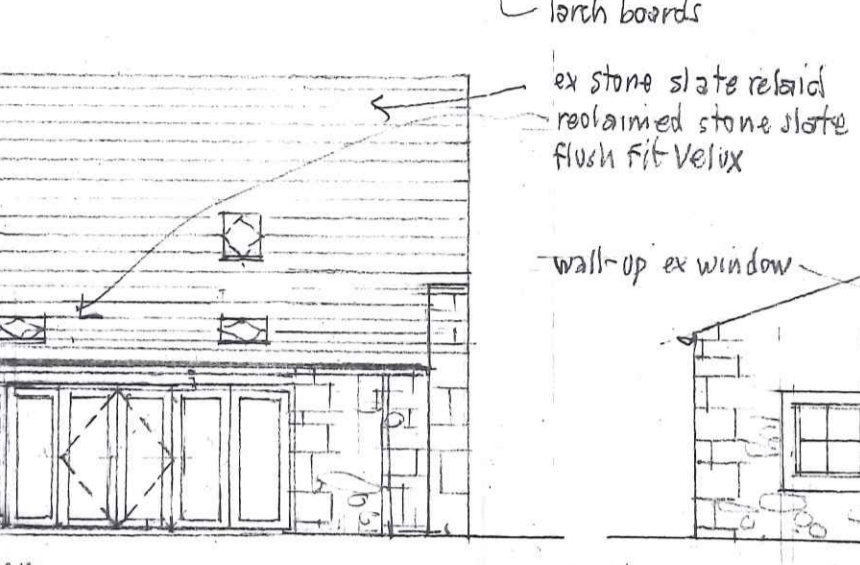 larch boards
ex stone slate relaid
reclaimed stone slate
flush fit Velux
wall-up ex window